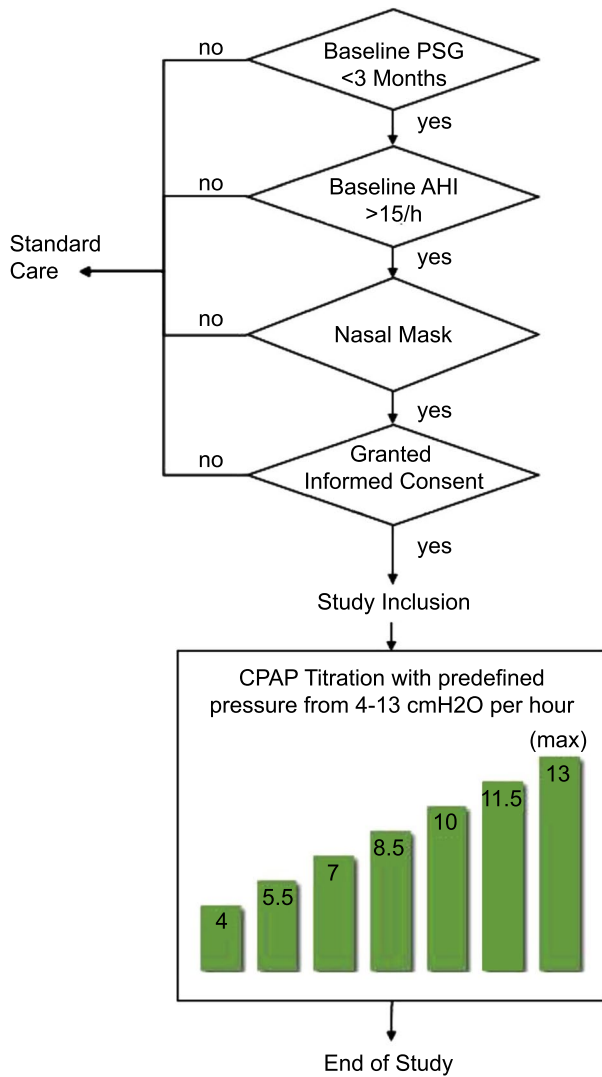 no
Baseline PSG
<3 Months
yes
no
Baseline AHI
>15/h
yes
Standard
Care
no
Nasal Mask
yes
no
Granted
Informed Consent
yes
Study Inclusion
CPAP Titration with predefined
pressure from 4-13 cmH2O per hour
(max)
4
5.5
7
8.5
10
11.5
13
End of Study